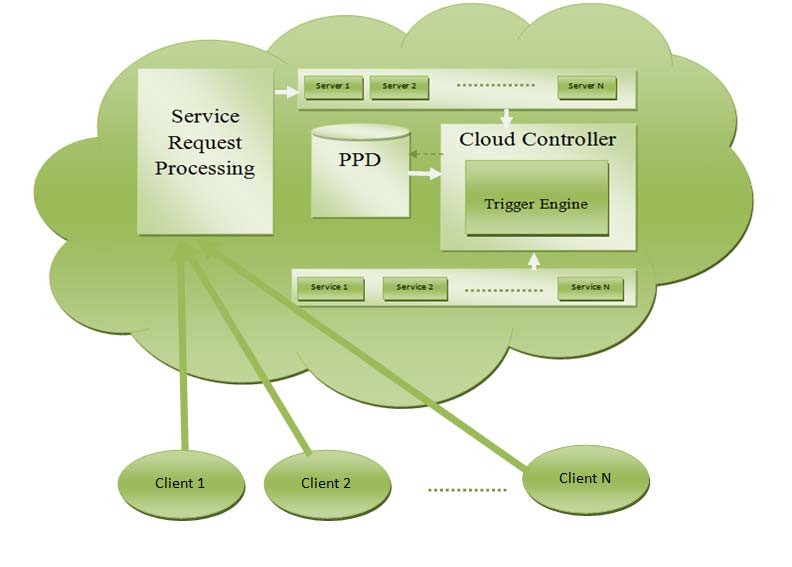 Service
Request
Processing
Server 1
Server 2
Server N
PPD
Cloud Controller
Trigger Engine
Service 1
Service 2
Service N
Client 1
Client 2
Client N